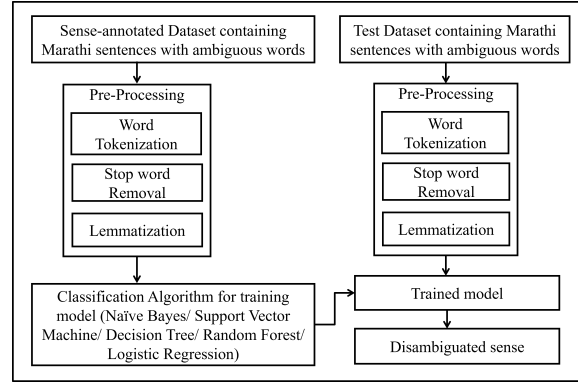 Sense-annotated Dataset containing
Marathi sentences with ambiguous words
Pre-Processing
Word
Tokenization
Stop word
Removal
Lemmatization
Classification Algorithm for training
model (Naïve Bayes/ Support Vector
Machine/ Decision Tree/ Random Forest/
Logistic Regression)
Test Dataset containing Marathi
sentences with ambiguous words
Pre-Processing
Word
Tokenization
Stop word
Removal
Lemmatization
Trained model
Disambiguated sense